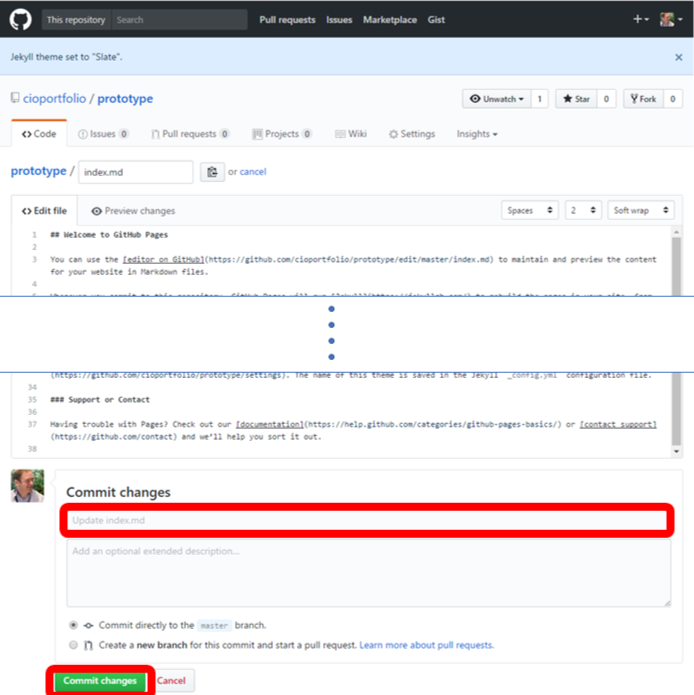 This repository Search Pull requests Issues Marketplace Gist
Jekyll theme set to "Slate".
cioportfolio / prototype Unwatch 1 Star 0 Fork 0
Code Issues 0 Pull requests 0 Projects 0 Wiki Settings Insights
prototype / index.md or cancel
Edit file Preview changes Spaces 2 Soft wrap
1 ## Welcome to GitHub Pages
2
3 You can use the [editor on GitHub](https://github.com/cioportfolio/prototype/edit/master/index.md) to maintain and preview the content
for your website in Markdown files.
4
(https://github.com/cioportfolio/prototype/settings). The name of this theme is saved in the Jekyll `_config.yml` configuration file.
34
35 ### Support or Contact
36
37 Having trouble with Pages? Check out our [documentation](https://help.github.com/categories/github-pages-basics/) or [contact support]
(https://github.com/contact) and we'll help you sort it out.
38
Commit changes
Update index.md
Add an optional extended description...
Commit directly to the master branch.
Create a new branch for this commit and start a pull request. Learn more about pull requests.
Commit changes Cancel